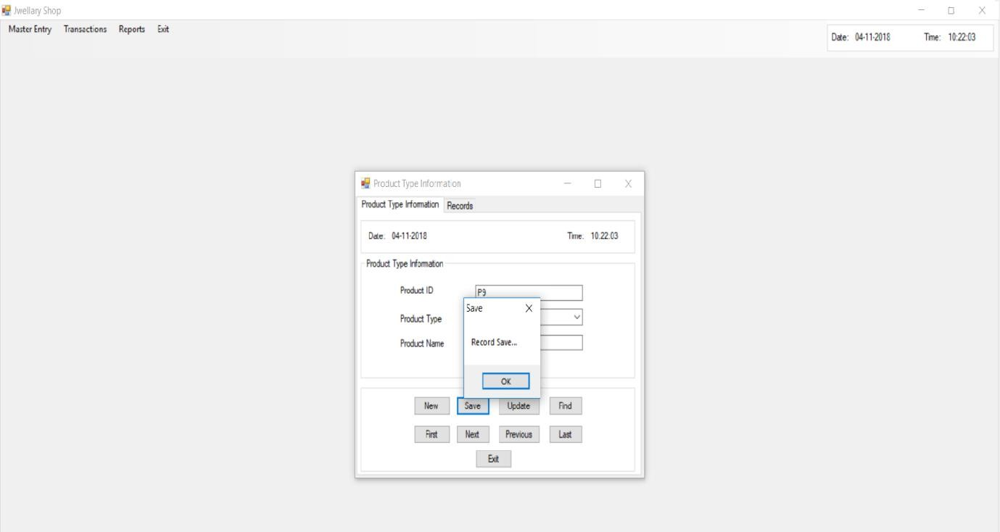 Jwellary Shop
Master Entry Transactions Reports Exit
Date: 04-11-2018 Time: 10:22:03
Product Type Information
Product Type Information Records
Date: 04-11-2018 Time: 10:22:03
Product Type Information
Product ID P9
Save
Product Type
Record Save...
Product Name
OK
New Save Update Find
First Next Previous Last
Exit